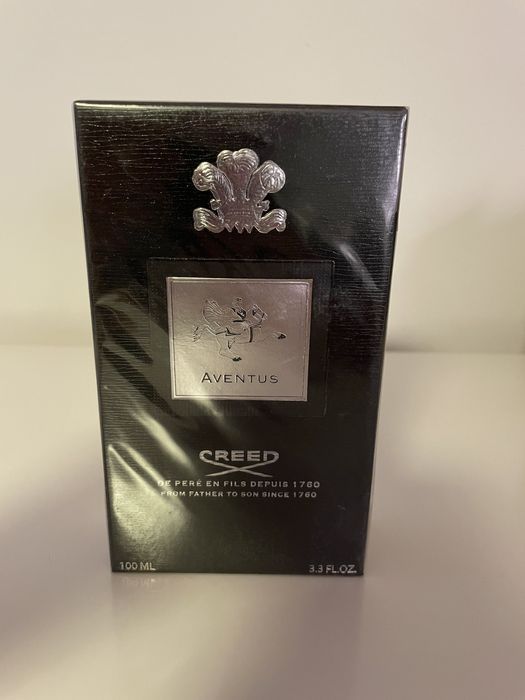 AVENTUS
CREED
DE PERÉ EN FILS DEPUIS 1760
FROM FATHER TO SON SINCE 1760
100 ML
3.3 FL.OZ.